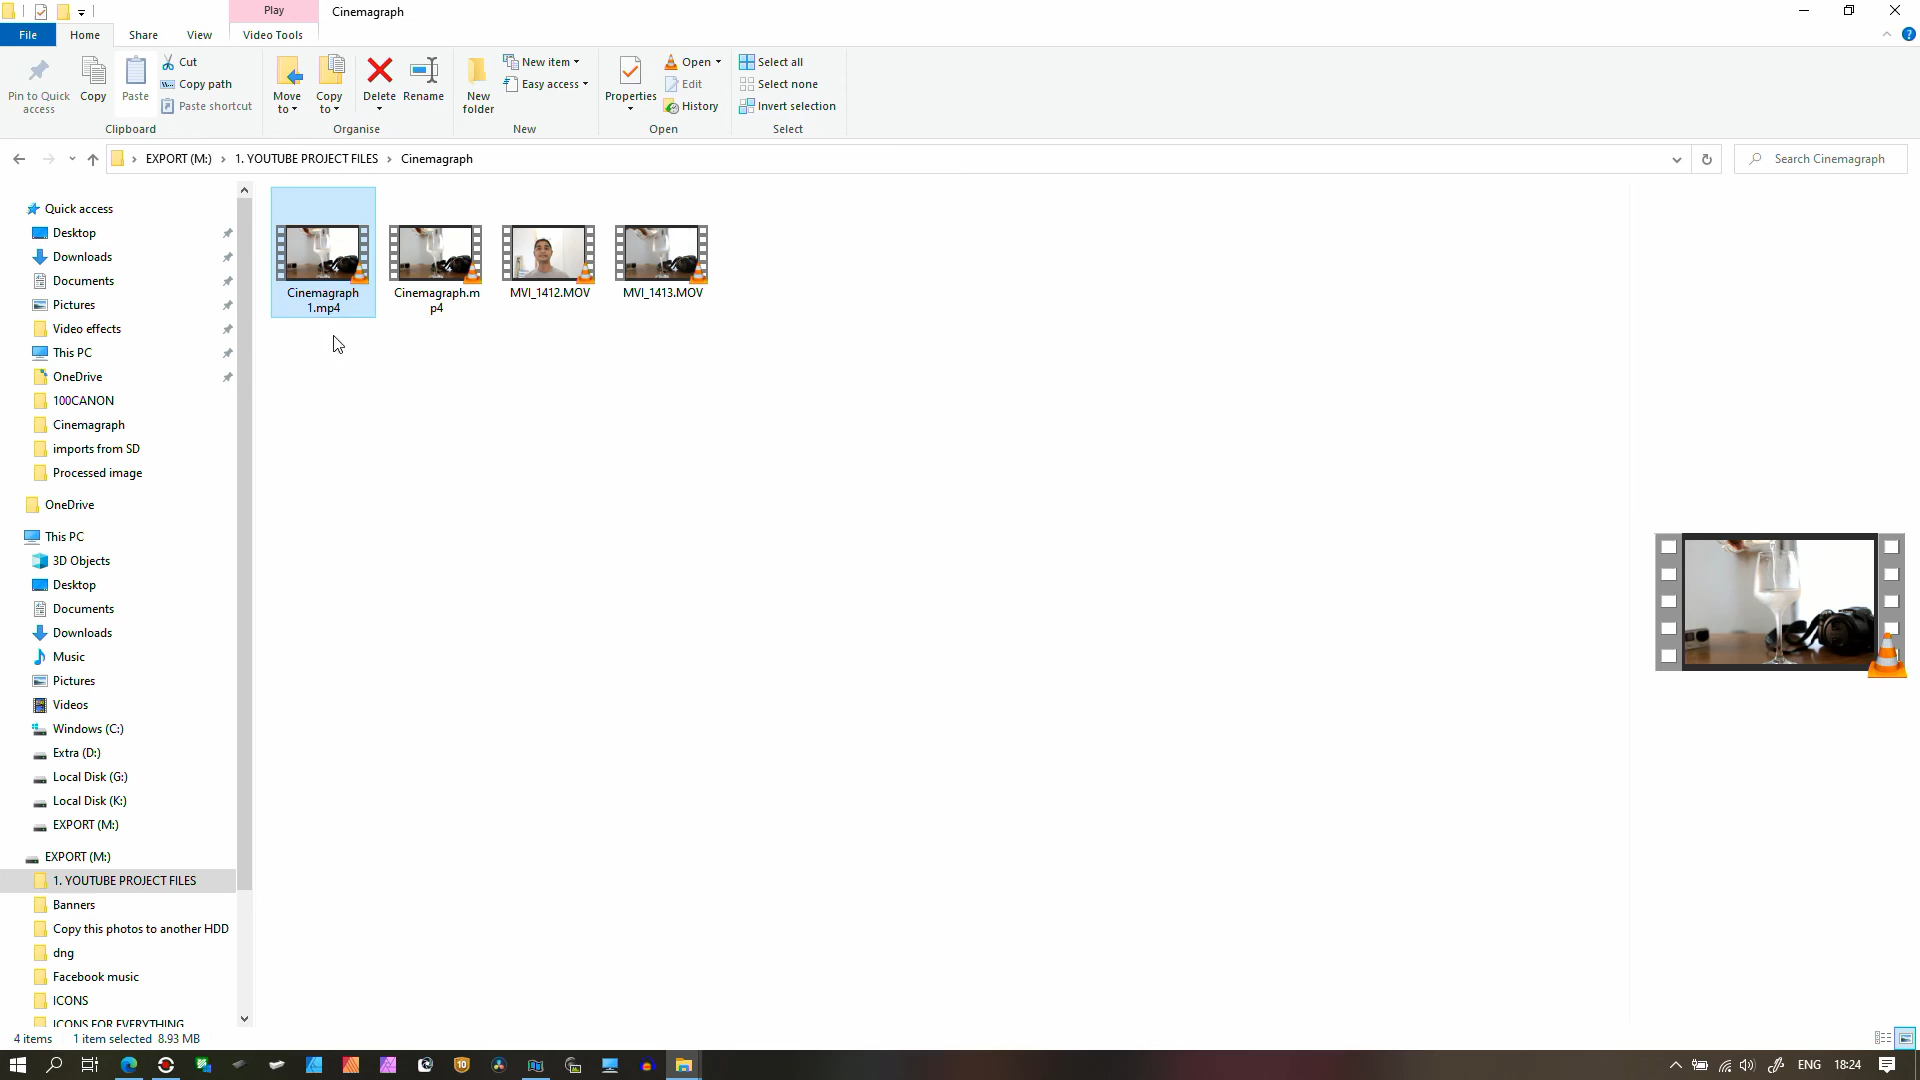 Play
Cinemagraph
File
Home
Share
View
Video Tools
Pin to Quick
access
Copy
Paste
Cut
Copy path
Paste shortcut
Clipboard
Move
to
Copy
to
Delete
Rename
Organise
New
folder
New item
Easy access
New
Properties
Open
Edit
History
Open
Select all
Select none
Invert selection
Select
EXPORT (M:)
1. YOUTUBE PROJECT FILES
Cinemagraph
Search Cinemagraph
Quick access
Desktop
Downloads
Documents
Pictures
Video effects
This PC
OneDrive
100CANON
Cinemagraph
imports from SD
Processed image
OneDrive
This PC
3D Objects
Desktop
Documents
Downloads
Music
Pictures
Videos
Windows (C:)
Extra (D:)
Local Disk (G:)
Local Disk (K:)
EXPORT (M:)
EXPORT (M:)
1. YOUTUBE PROJECT FILES
Banners
Copy this photos to another HDD
dng
Facebook music
ICONS
ICONS FOR EVERYTHING
Cinemagraph
1.mp4
Cinemagraph.m
p4
MVI_1412.MOV
MVI_1413.MOV
4 items
1 item selected 8.93 MB
10
ENG
18:24